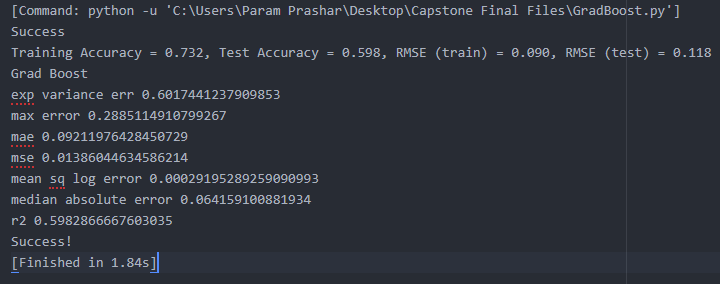 [Command: python -u 'C:\Users\Param Prashar\Desktop\Capstone Final Files\GradBoost.py']
Success
Training Accuracy = 0.732, Test Accuracy = 0.598, RMSE (train) = 0.090, RMSE (test) = 0.118
Grad Boost
exp variance err 0.6017441237909853
max error 0.2885114910799267
mae 0.09211976428450729
mse 0.01386044634586214
mean sq log error 0.00029195289259090993
median absolute error 0.064159100881934
r2 0.5982866667603035
Success!
[Finished in 1.84s]